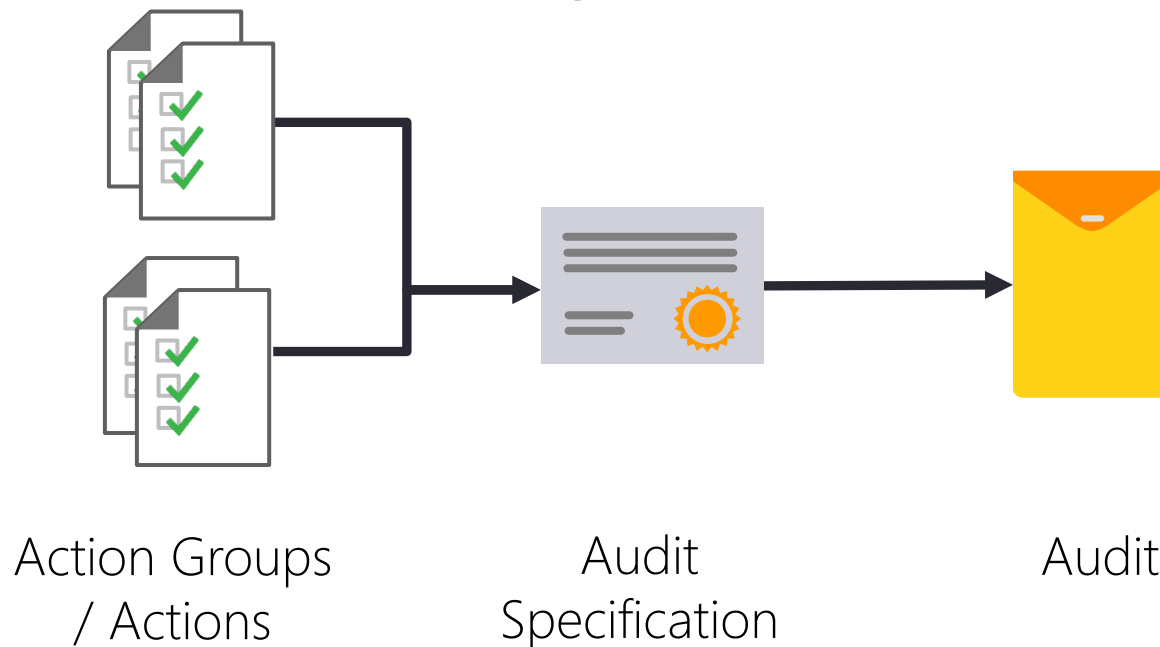 Action Groups
/ Actions
Audit
Specification
Audit